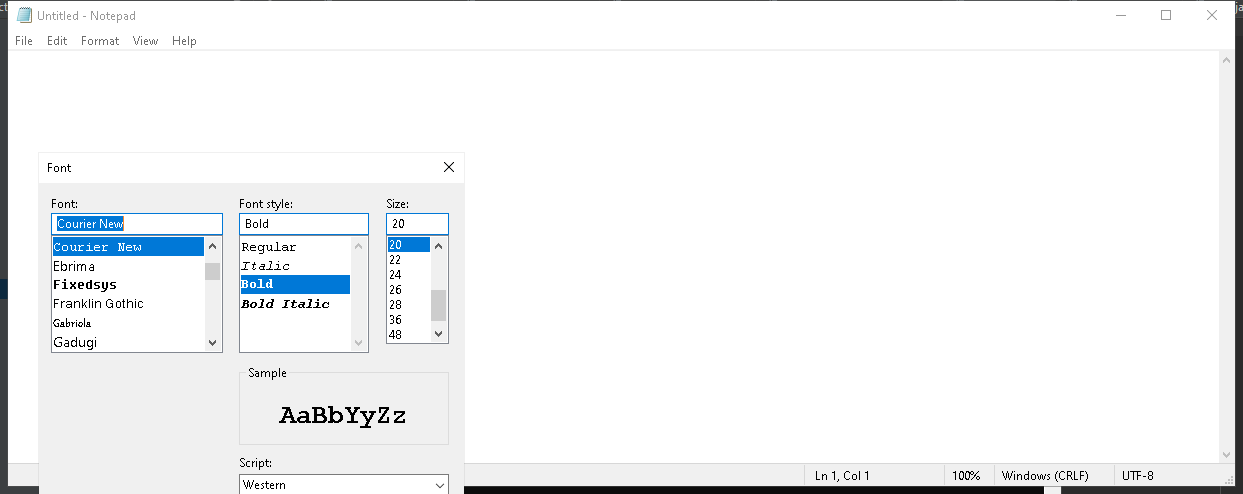 Untitled - Notepad
File Edit Format View Help
Font
Font: Font style: Size:
Courier New Bold 20
Courier New Regular 20
Ebrima Italic 22
Fixedsys Bold 24
Franklin Gothic Bold Italic 26
Gabriola 28
Gadugi 36
48
Sample
AaBbYyZz
Script:
Western
Ln 1, Col 1 100% Windows (CRLF) UTF-8